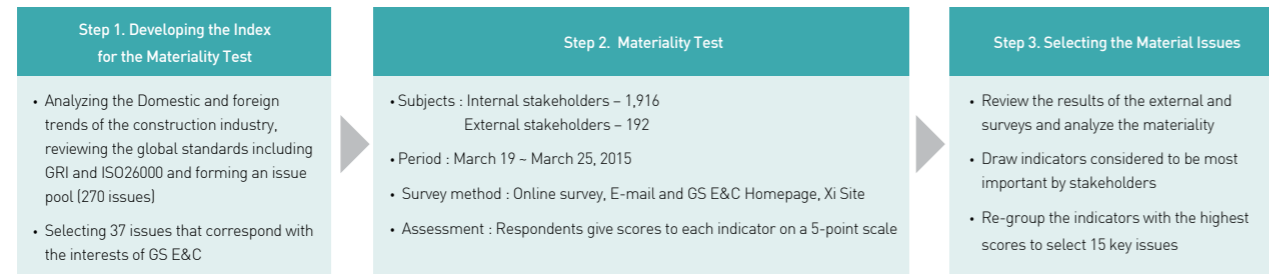 Step 1. Developing the Index
for the Materiality Test
• Analyzing the Domestic and foreign
trends of the construction industry,
reviewing the global standards including
GRI and ISO26000 and forming an issue
pool (270 issues)
• Selecting 37 issues that correspond with
the interests of GS E&C
Step 2. Materiality Test
• Subjects : Internal stakeholders – 1,916
External stakeholders – 192
• Period : March 19 ~ March 25, 2015
• Survey method : Online survey, E-mail and GS E&C Homepage, Xi Site
• Assessment : Respondents give scores to each indicator on a 5-point scale
Step 3. Selecting the Material Issues
• Review the results of the external and
surveys and analyze the materiality
• Draw indicators considered to be most
important by stakeholders
• Re-group the indicators with the highest
scores to select 15 key issues